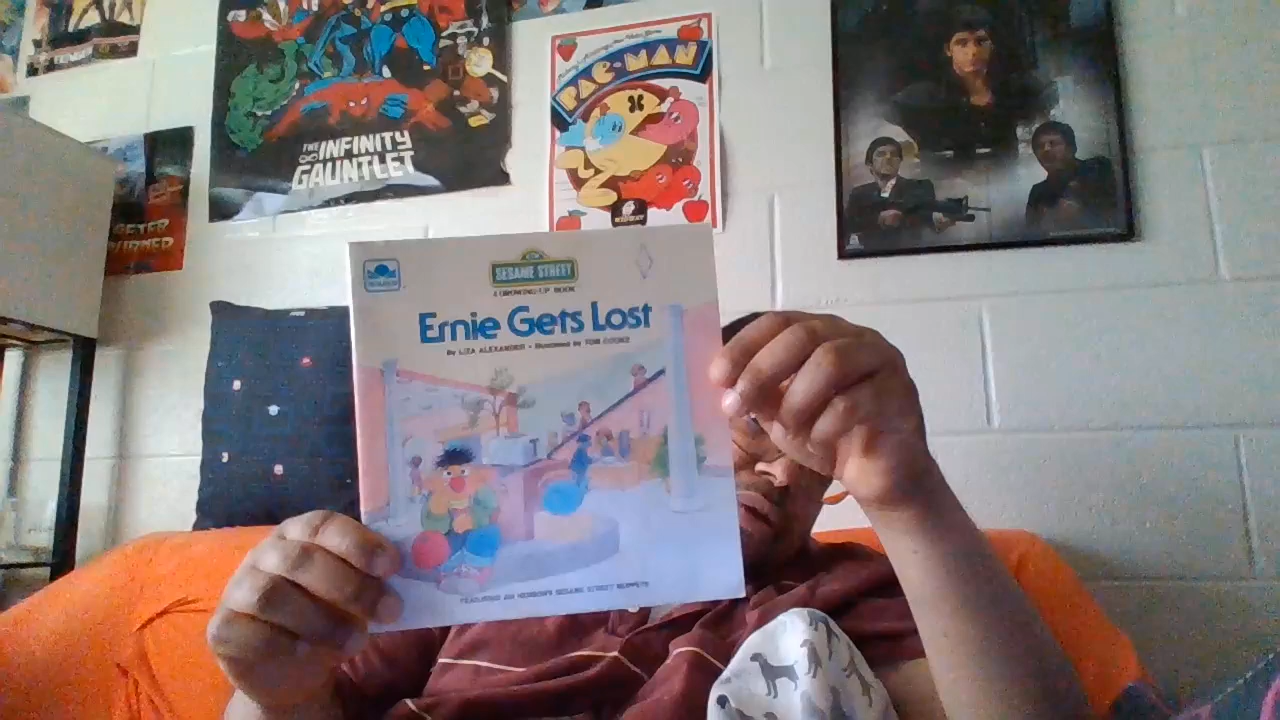 THE
INFINITY
GAUNTLET
PAC-MAN
SESAME STREET
A GROWING-UP BOOK
Ernie Gets Lost
By LIZA ALEXANDER • Illustrated by TOM COOKE
FEATURING JIM HENSON'S SESAME STREET MUPPETS